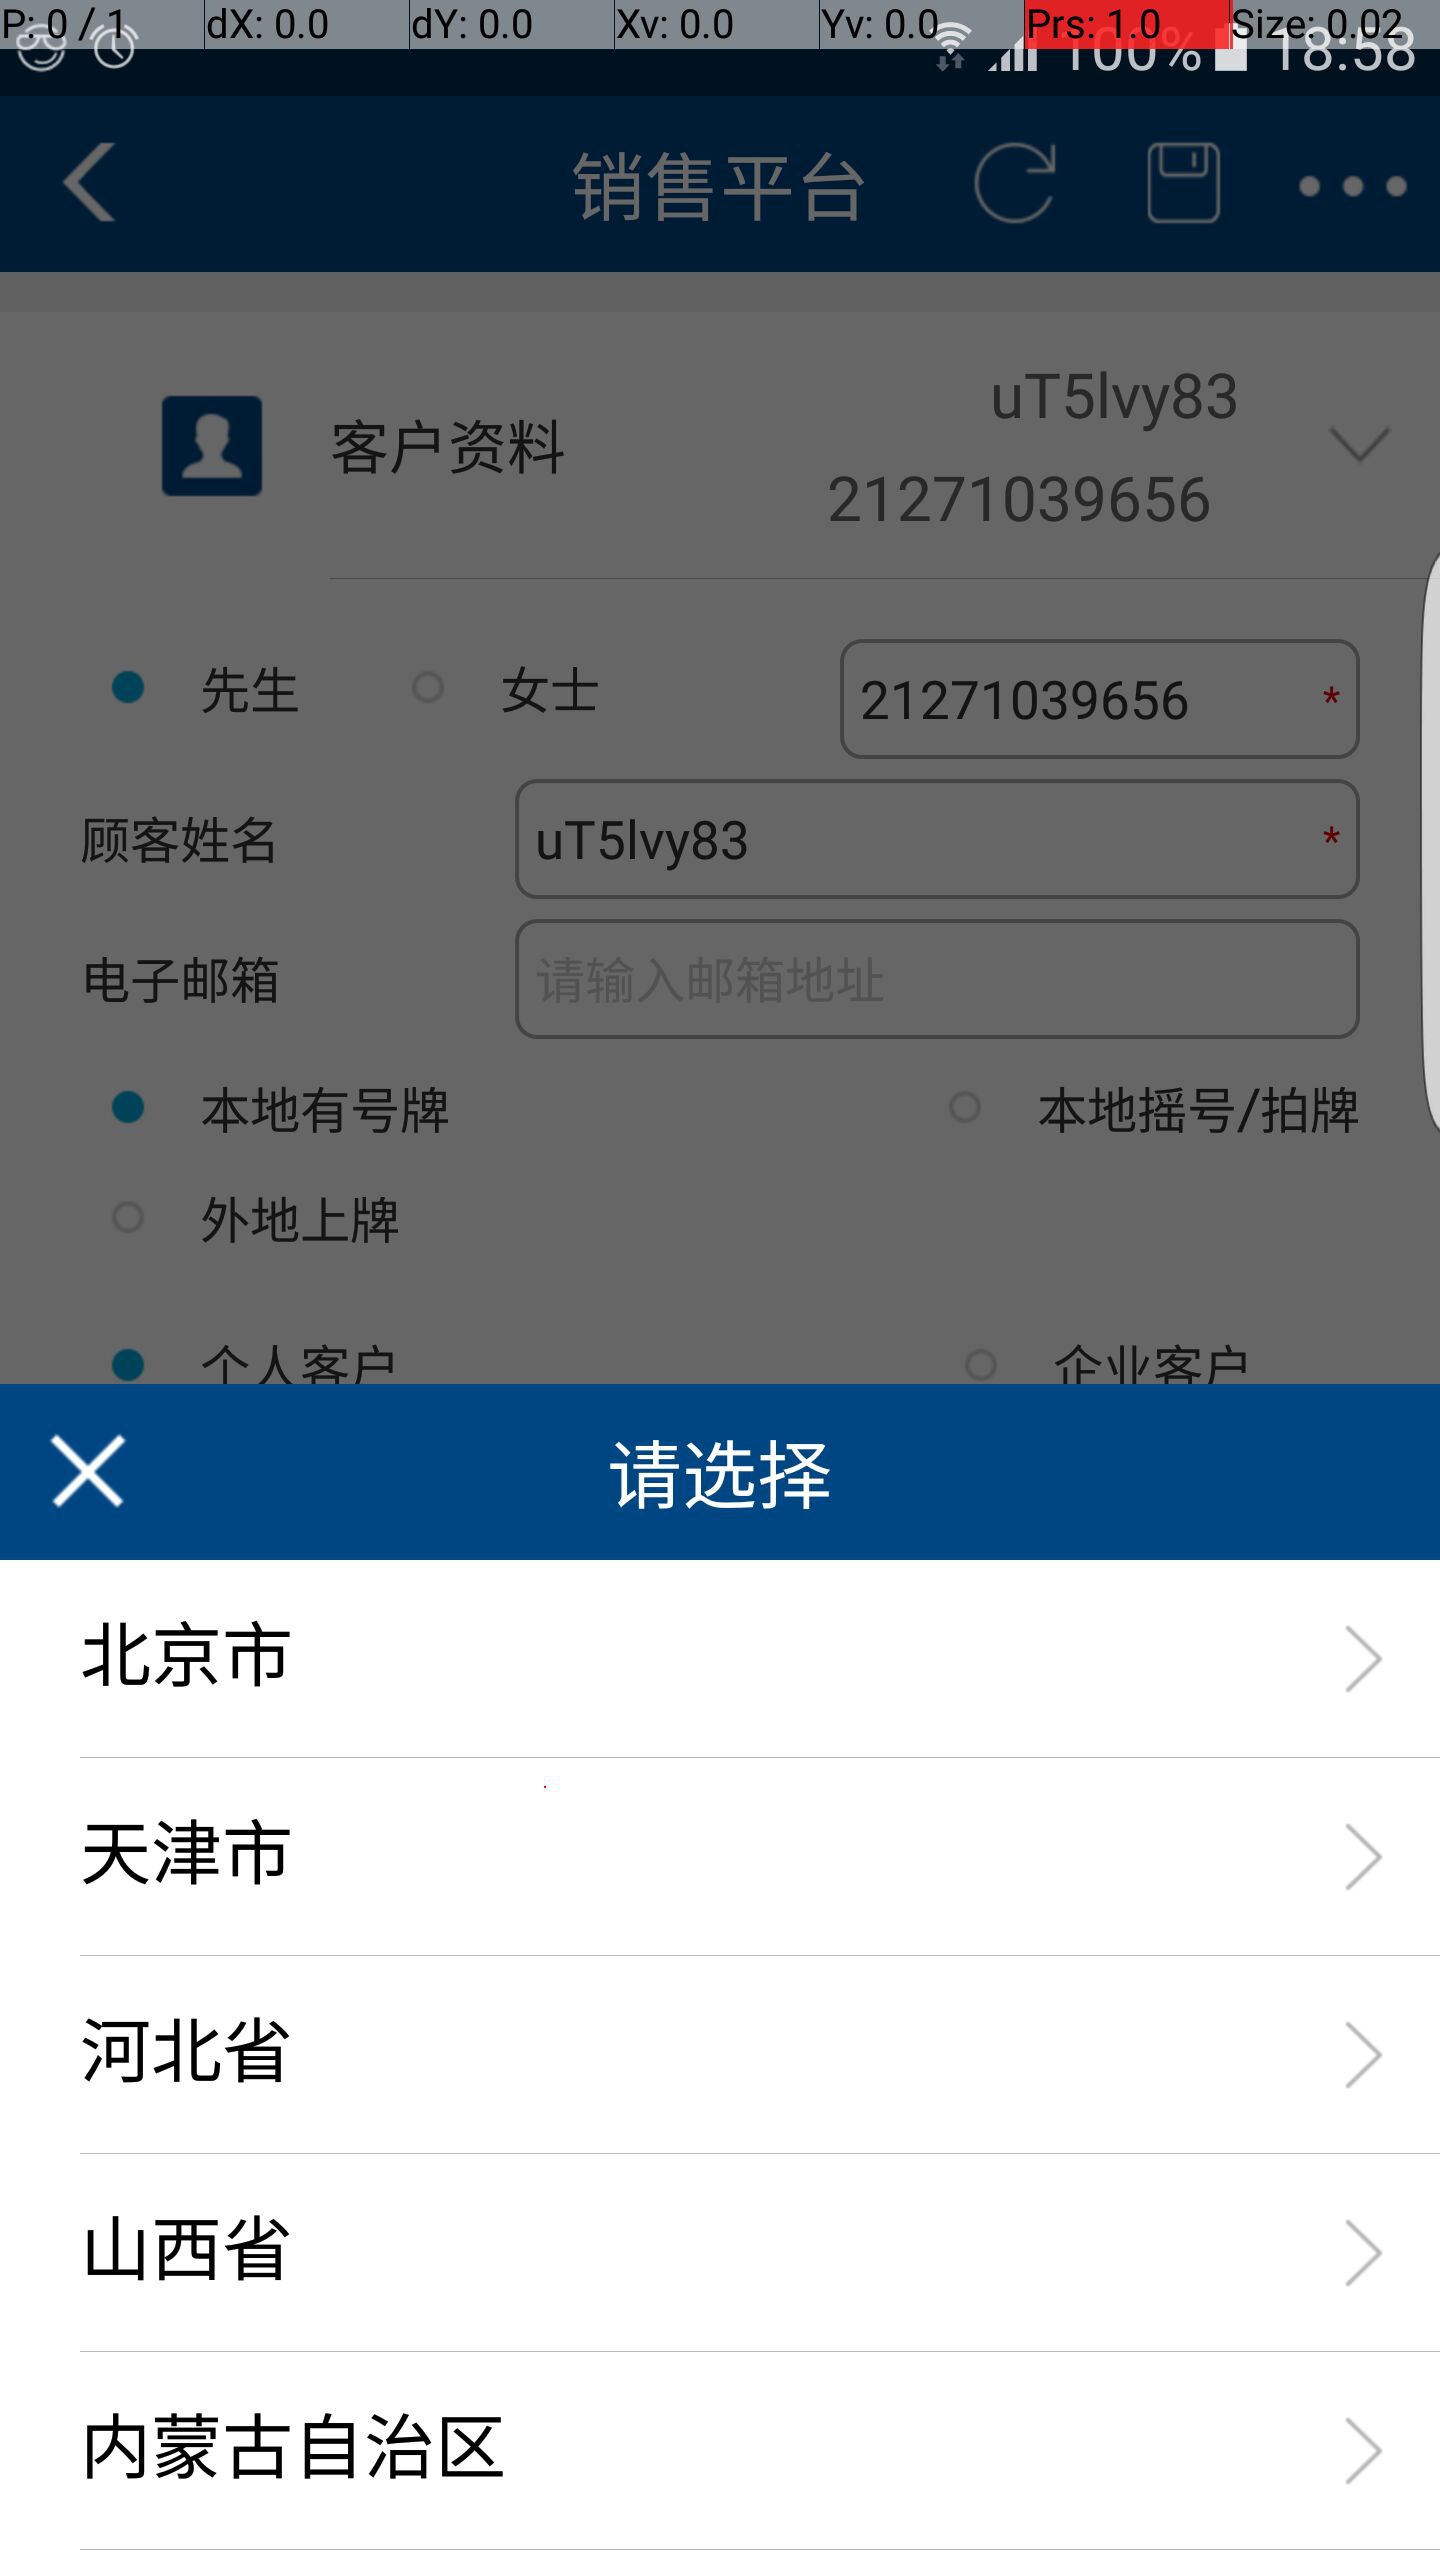 P: 0 / 1 dX: 0.0 dY: 0.0 Xv: 0.0 Yv: 0.0 Prs: 1.0 Size: 0.02
100% 18:58
销售平台
uT5lvy83
客户资料
21271039656
先生 女士 21271039656 *
顾客姓名 uT5lvy83 *
电子邮箱 请输入邮箱地址
本地有号牌 本地摇号/拍牌
外地上牌
个人客户 企业客户
请选择
北京市
天津市
河北省
山西省
内蒙古自治区